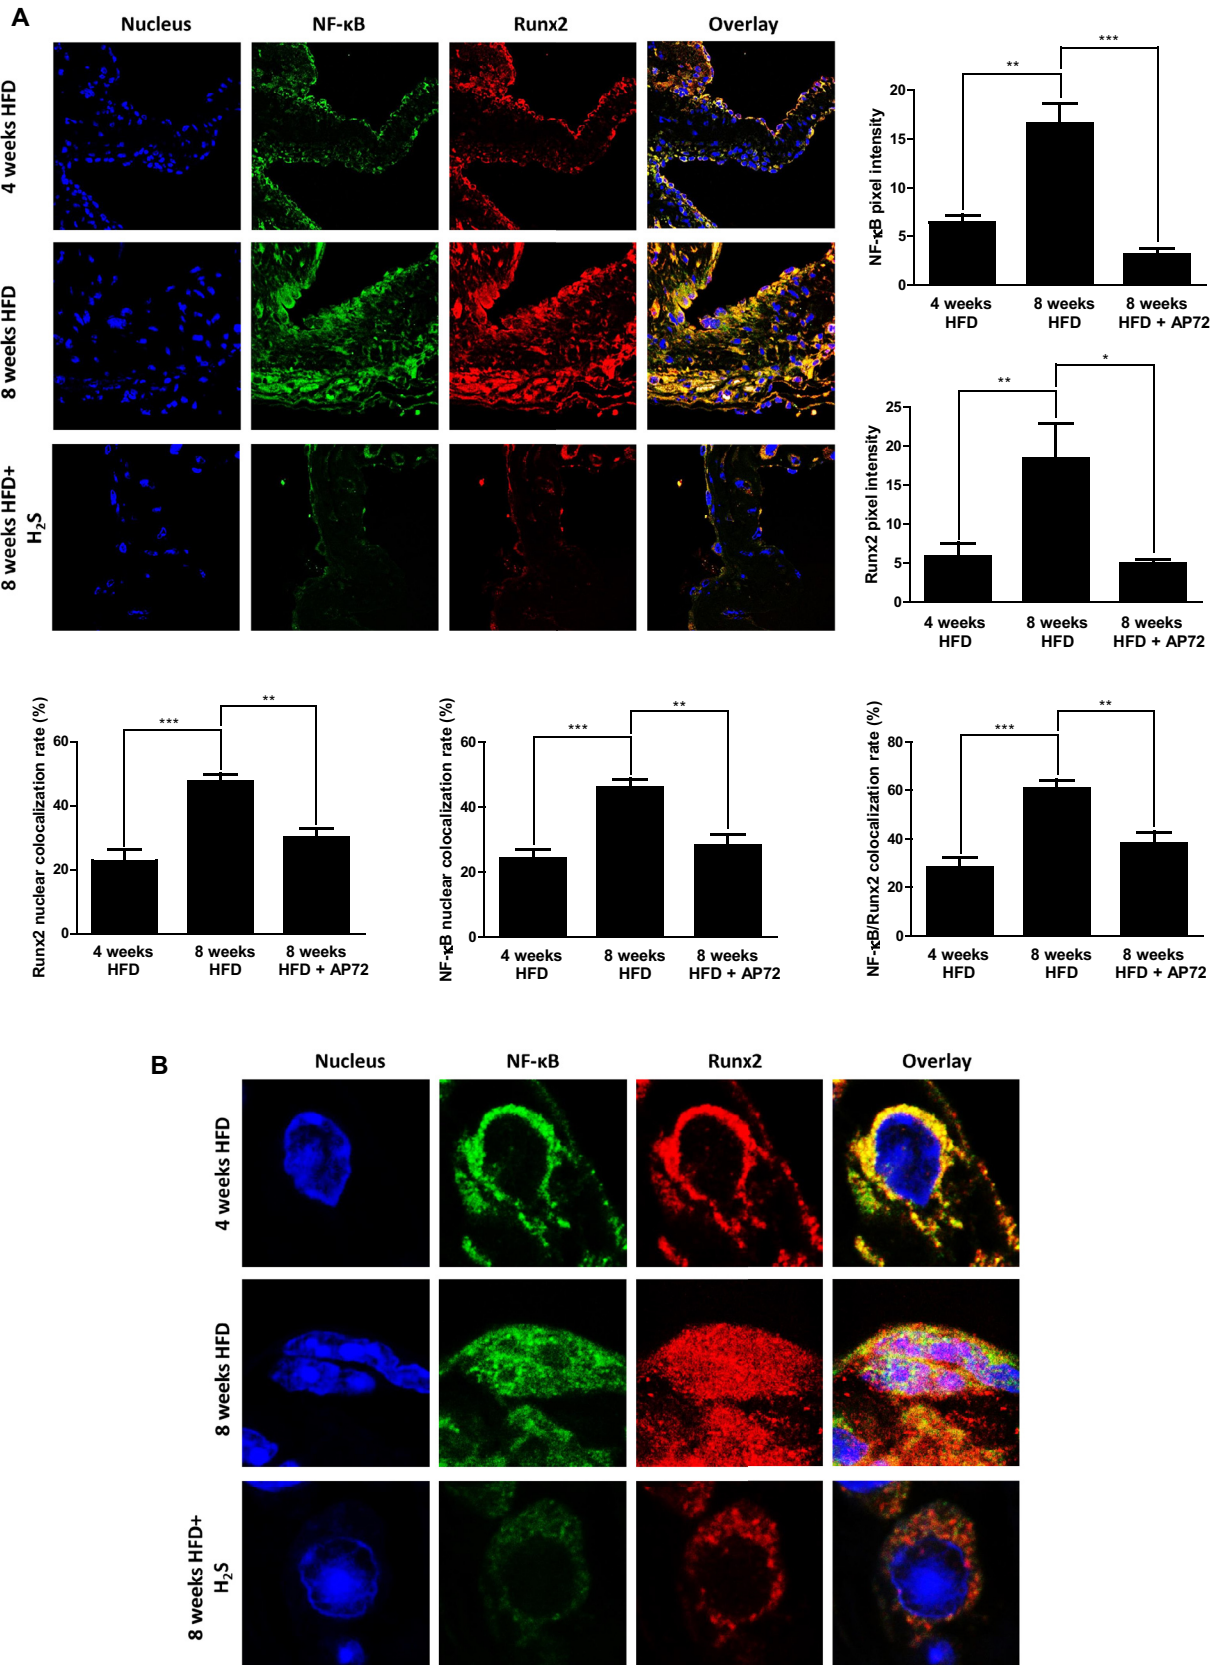 A
Nucleus NF-κB Runx2 Overlay
4 weeks HFD
8 weeks HFD
8 weeks HFD+
H₂S
NF-κB pixel intensity
20
15
10
5
0
** ***
4 weeks 8 weeks 8 weeks
HFD HFD HFD + AP72
Runx2 pixel intensity
25
20
15
10
5
0
** *
4 weeks 8 weeks 8 weeks
HFD HFD HFD + AP72
Runx2 nuclear colocalization rate (%)
60
40
20
0
*** **
4 weeks 8 weeks 8 weeks
HFD HFD HFD + AP72
NF-κB nuclear colocalization rate (%)
60
40
20
0
*** **
4 weeks 8 weeks 8 weeks
HFD HFD HFD + AP72
NF-κB/Runx2 colocalization rate (%)
80
60
40
20
0
*** **
4 weeks 8 weeks 8 weeks
HFD HFD HFD + AP72
B
Nucleus NF-κB Runx2 Overlay
4 weeks HFD
8 weeks HFD
8 weeks HFD+
H₂S